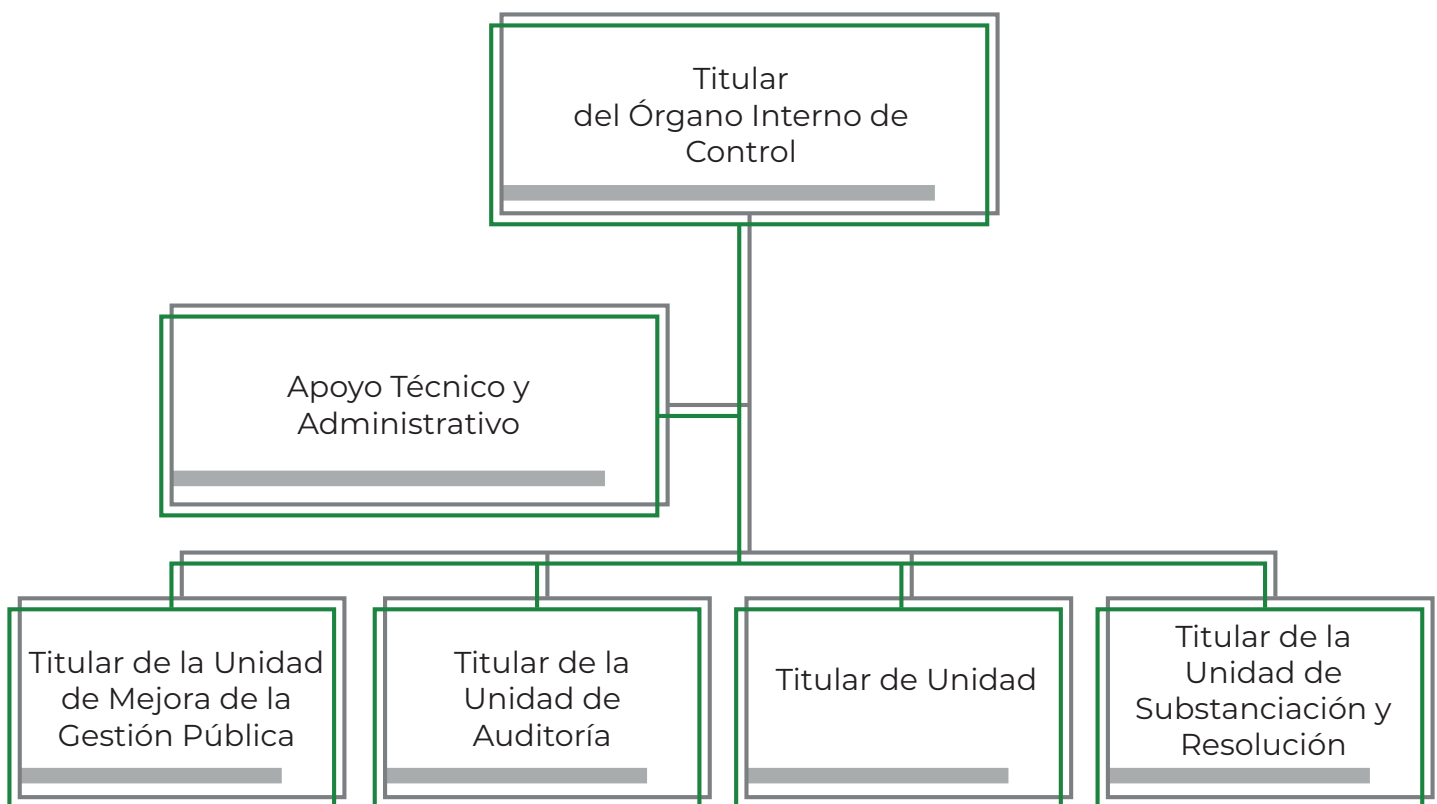 Titular
del Órgano Interno de
Control
Apoyo Técnico y
Administrativo
Titular de la Unidad
de Mejora de la
Gestión Pública
Titular de la
Unidad de
Auditoría
Titular de Unidad
Titular de la
Unidad de
Substanciación y
Resolución